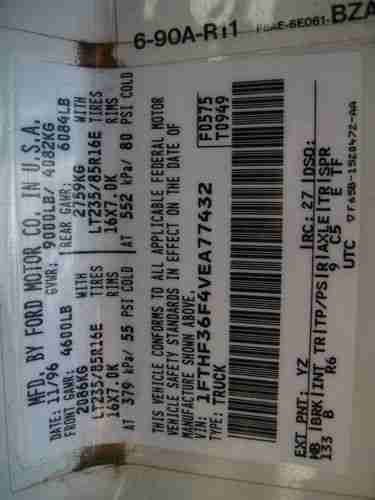 6-90A-R11 F6AE-6E061-BZA
MFD. BY FORD MOTOR CO. IN U.S.A.
DATE: 11/96 GVWR: 9000LB/ 4082KG
FRONT GAWR: 4600LB REAR GAWR: 6084LB
2086KG WITH 2759KG WITH
LT235/85R16E TIRES LT235/85R16E TIRES
16X7.0K RIMS 16X7.0K RIMS
AT 379 kPa/ 55 PSI COLD AT 552 kPa/ 80 PSI COLD
THIS VEHICLE CONFORMS TO ALL APPLICABLE FEDERAL MOTOR
VEHICLE SAFETY STANDARDS IN EFFECT ON THE DATE OF
MANUFACTURE SHOWN ABOVE.
VIN: 1FTHF36F4VEA77432 F0575
TYPE: TRUCK T0949
EXT PNT: YZ RC: 27 DSO:
WB BRK INT TR TP/PS R AXLE TR SPR
133 B R6 9 C5 E TF
UTC F765B-1520472-AA